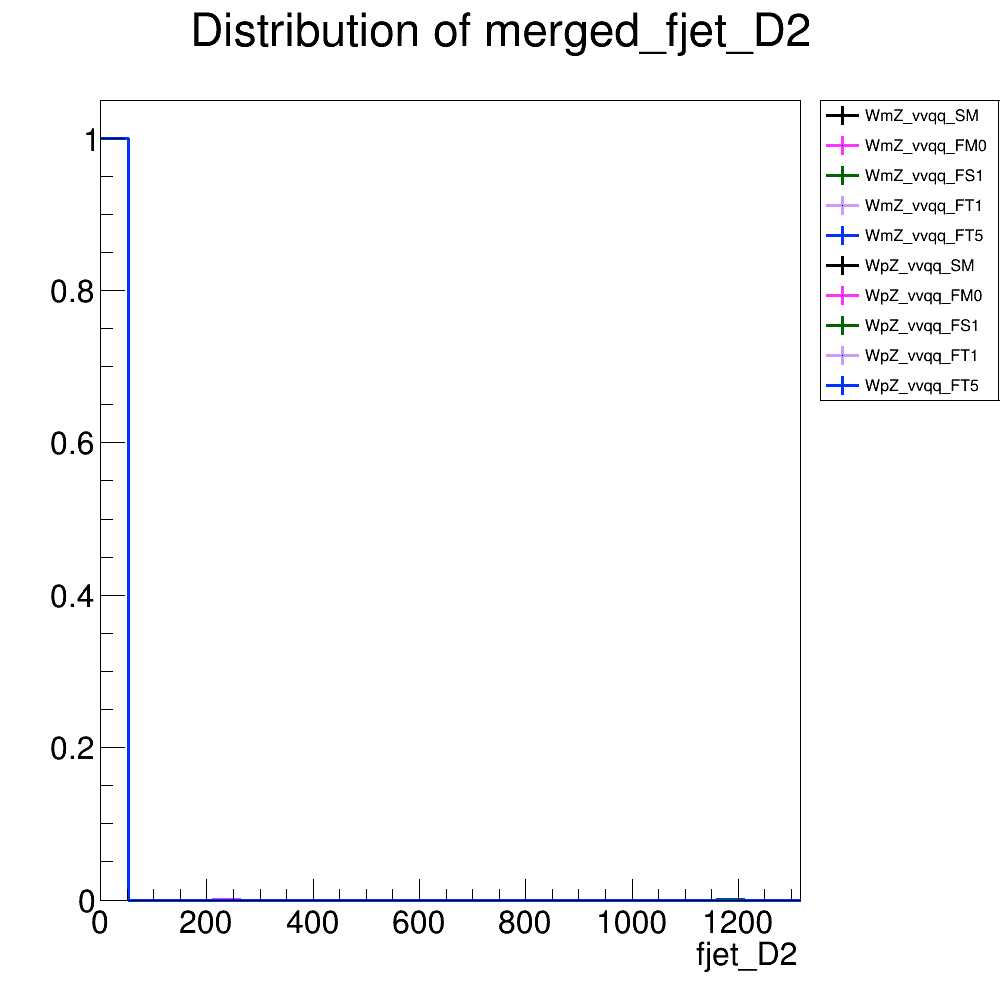 Distribution of merged_fjet_D2
WmZ_vvqq_SM
WmZ_vvqq_FM0
WmZ_vvqq_FS1
WmZ_vvqq_FT1
WmZ_vvqq_FT5
WpZ_vvqq_SM
WpZ_vvqq_FM0
WpZ_vvqq_FS1
WpZ_vvqq_FT1
WpZ_vvqq_FT5
1
0.8
0.6
0.4
0.2
0
0 200 400 600 800 1000 1200
fjet_D2